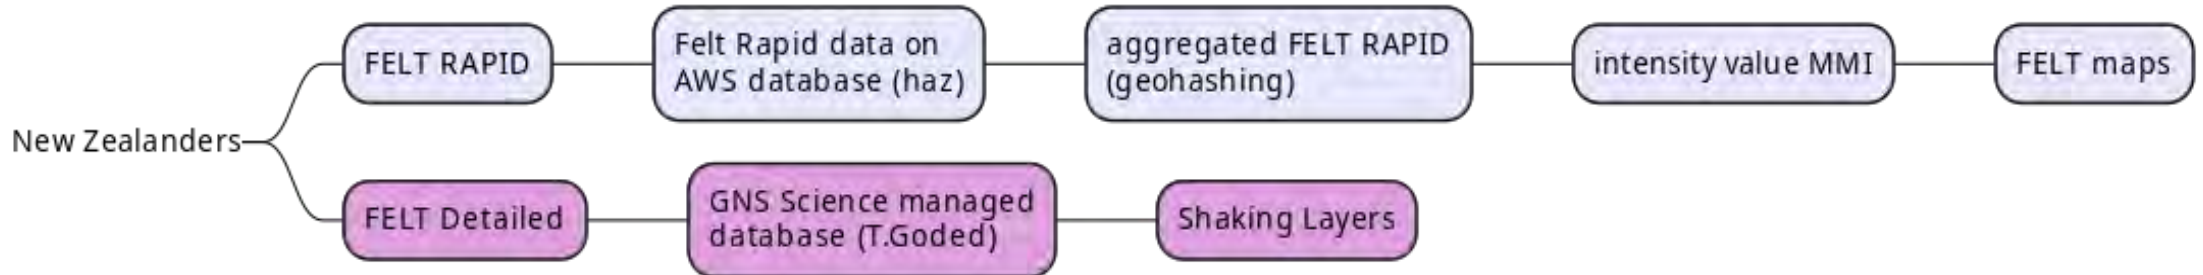 New Zealanders
FELT RAPID
Felt Rapid data on
AWS database (haz)
aggregated FELT RAPID
(geohashing)
intensity value MMI
FELT maps
FELT Detailed
GNS Science managed
database (T.Goded)
Shaking Layers